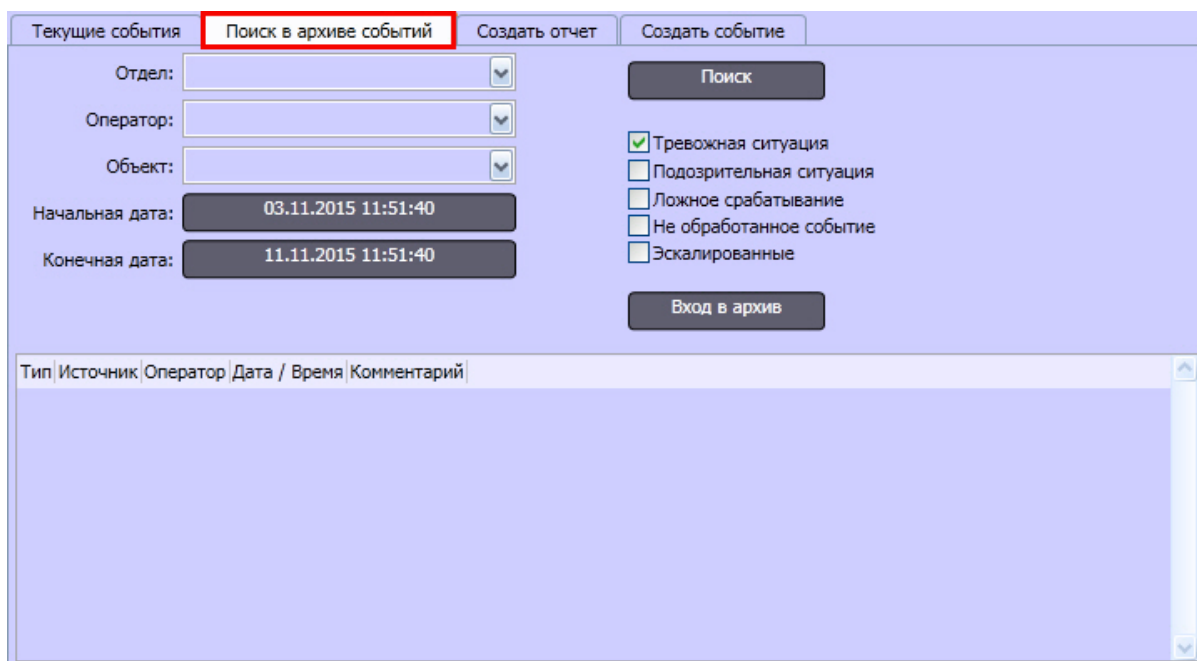 Текущие события Поиск в архиве событий Создать отчет Создать событие
Отдел: Поиск
Оператор:
Тревожная ситуация
Объект: Подозрительная ситуация
Ложное срабатывание
Начальная дата: 03.11.2015 11:51:40
Не обработанное событие
Конечная дата: 11.11.2015 11:51:40 Эскалированные
Вход в архив
Тип Источник Оператор Дата / Время Комментарий